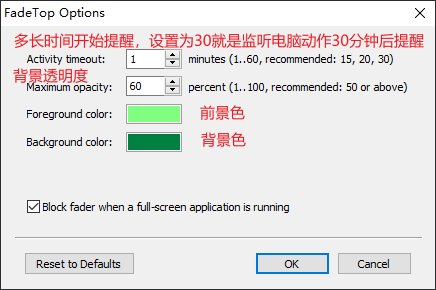 FadeTop Options
多长时间开始提醒，设置为30就是监听电脑动作30分钟后提醒
Activity timeout: 1 minutes (1..60, recommended: 15, 20, 30)
背景透明度
Maximum opacity: 60 percent (1..100, recommended: 50 or above)
Foreground color: 前景色
Background color: 背景色
Block fader when a full-screen application is running
Reset to Defaults OK Cancel